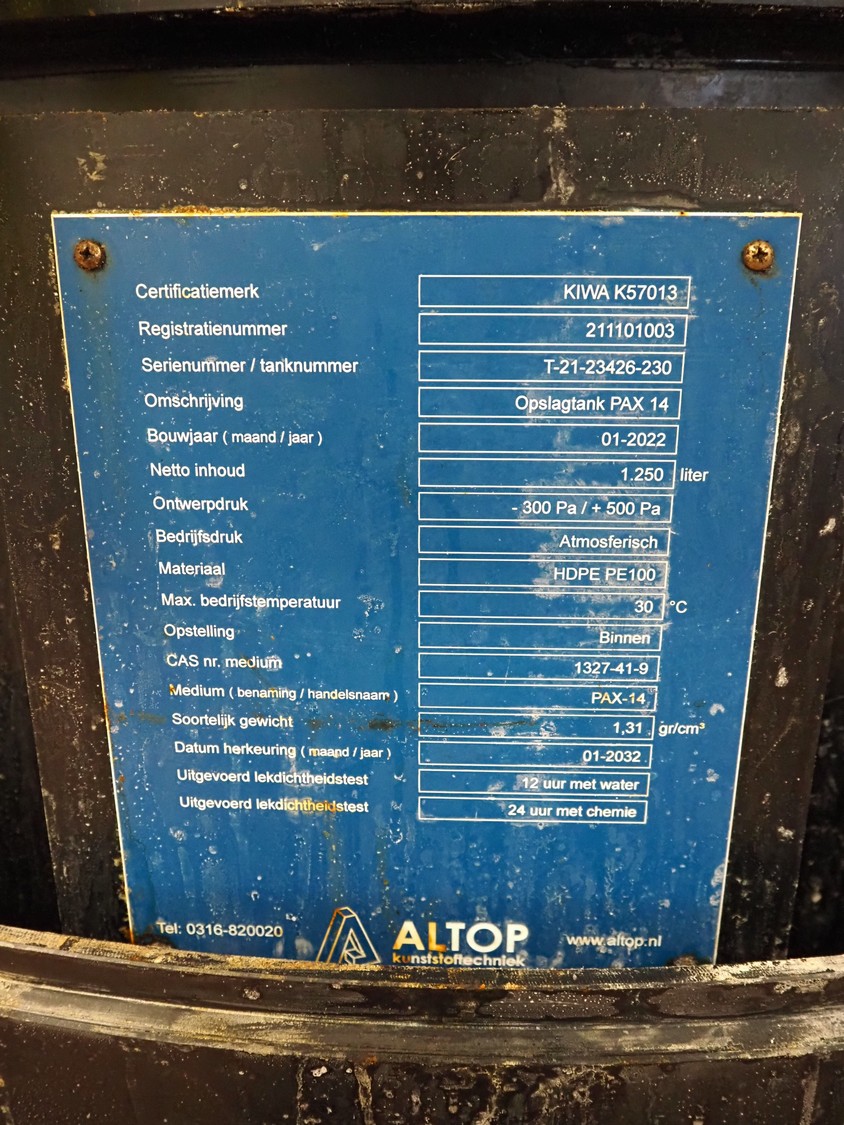 Certificatiemerk KIWA K57013
Registratienummer 211101003
Serienummer / tanknummer T-21-23426-230
Omschrijving Opslagtank PAX 14
Bouwjaar ( maand / jaar ) 01-2022
Netto inhoud 1.250 liter
Ontwerpdruk - 300 Pa / + 500 Pa
Bedrijfsdruk Atmosferisch
Materiaal HDPE PE100
Max. bedrijfstemperatuur 30 °C
Opstelling Binnen
CAS nr. medium 1327-41-9
Medium ( benaming / handelsnaam ) PAX-14
Soortelijk gewicht 1,31 gr/cm³
Datum herkeuring ( maand / jaar ) 01-2032
Uitgevoerd lekdichtheidstest 12 uur met water
Uitgevoerd lekdichtheidstest 24 uur met chemie
Tel: 0316-820020 ALTOP www.altop.nl
kunststoftechniek